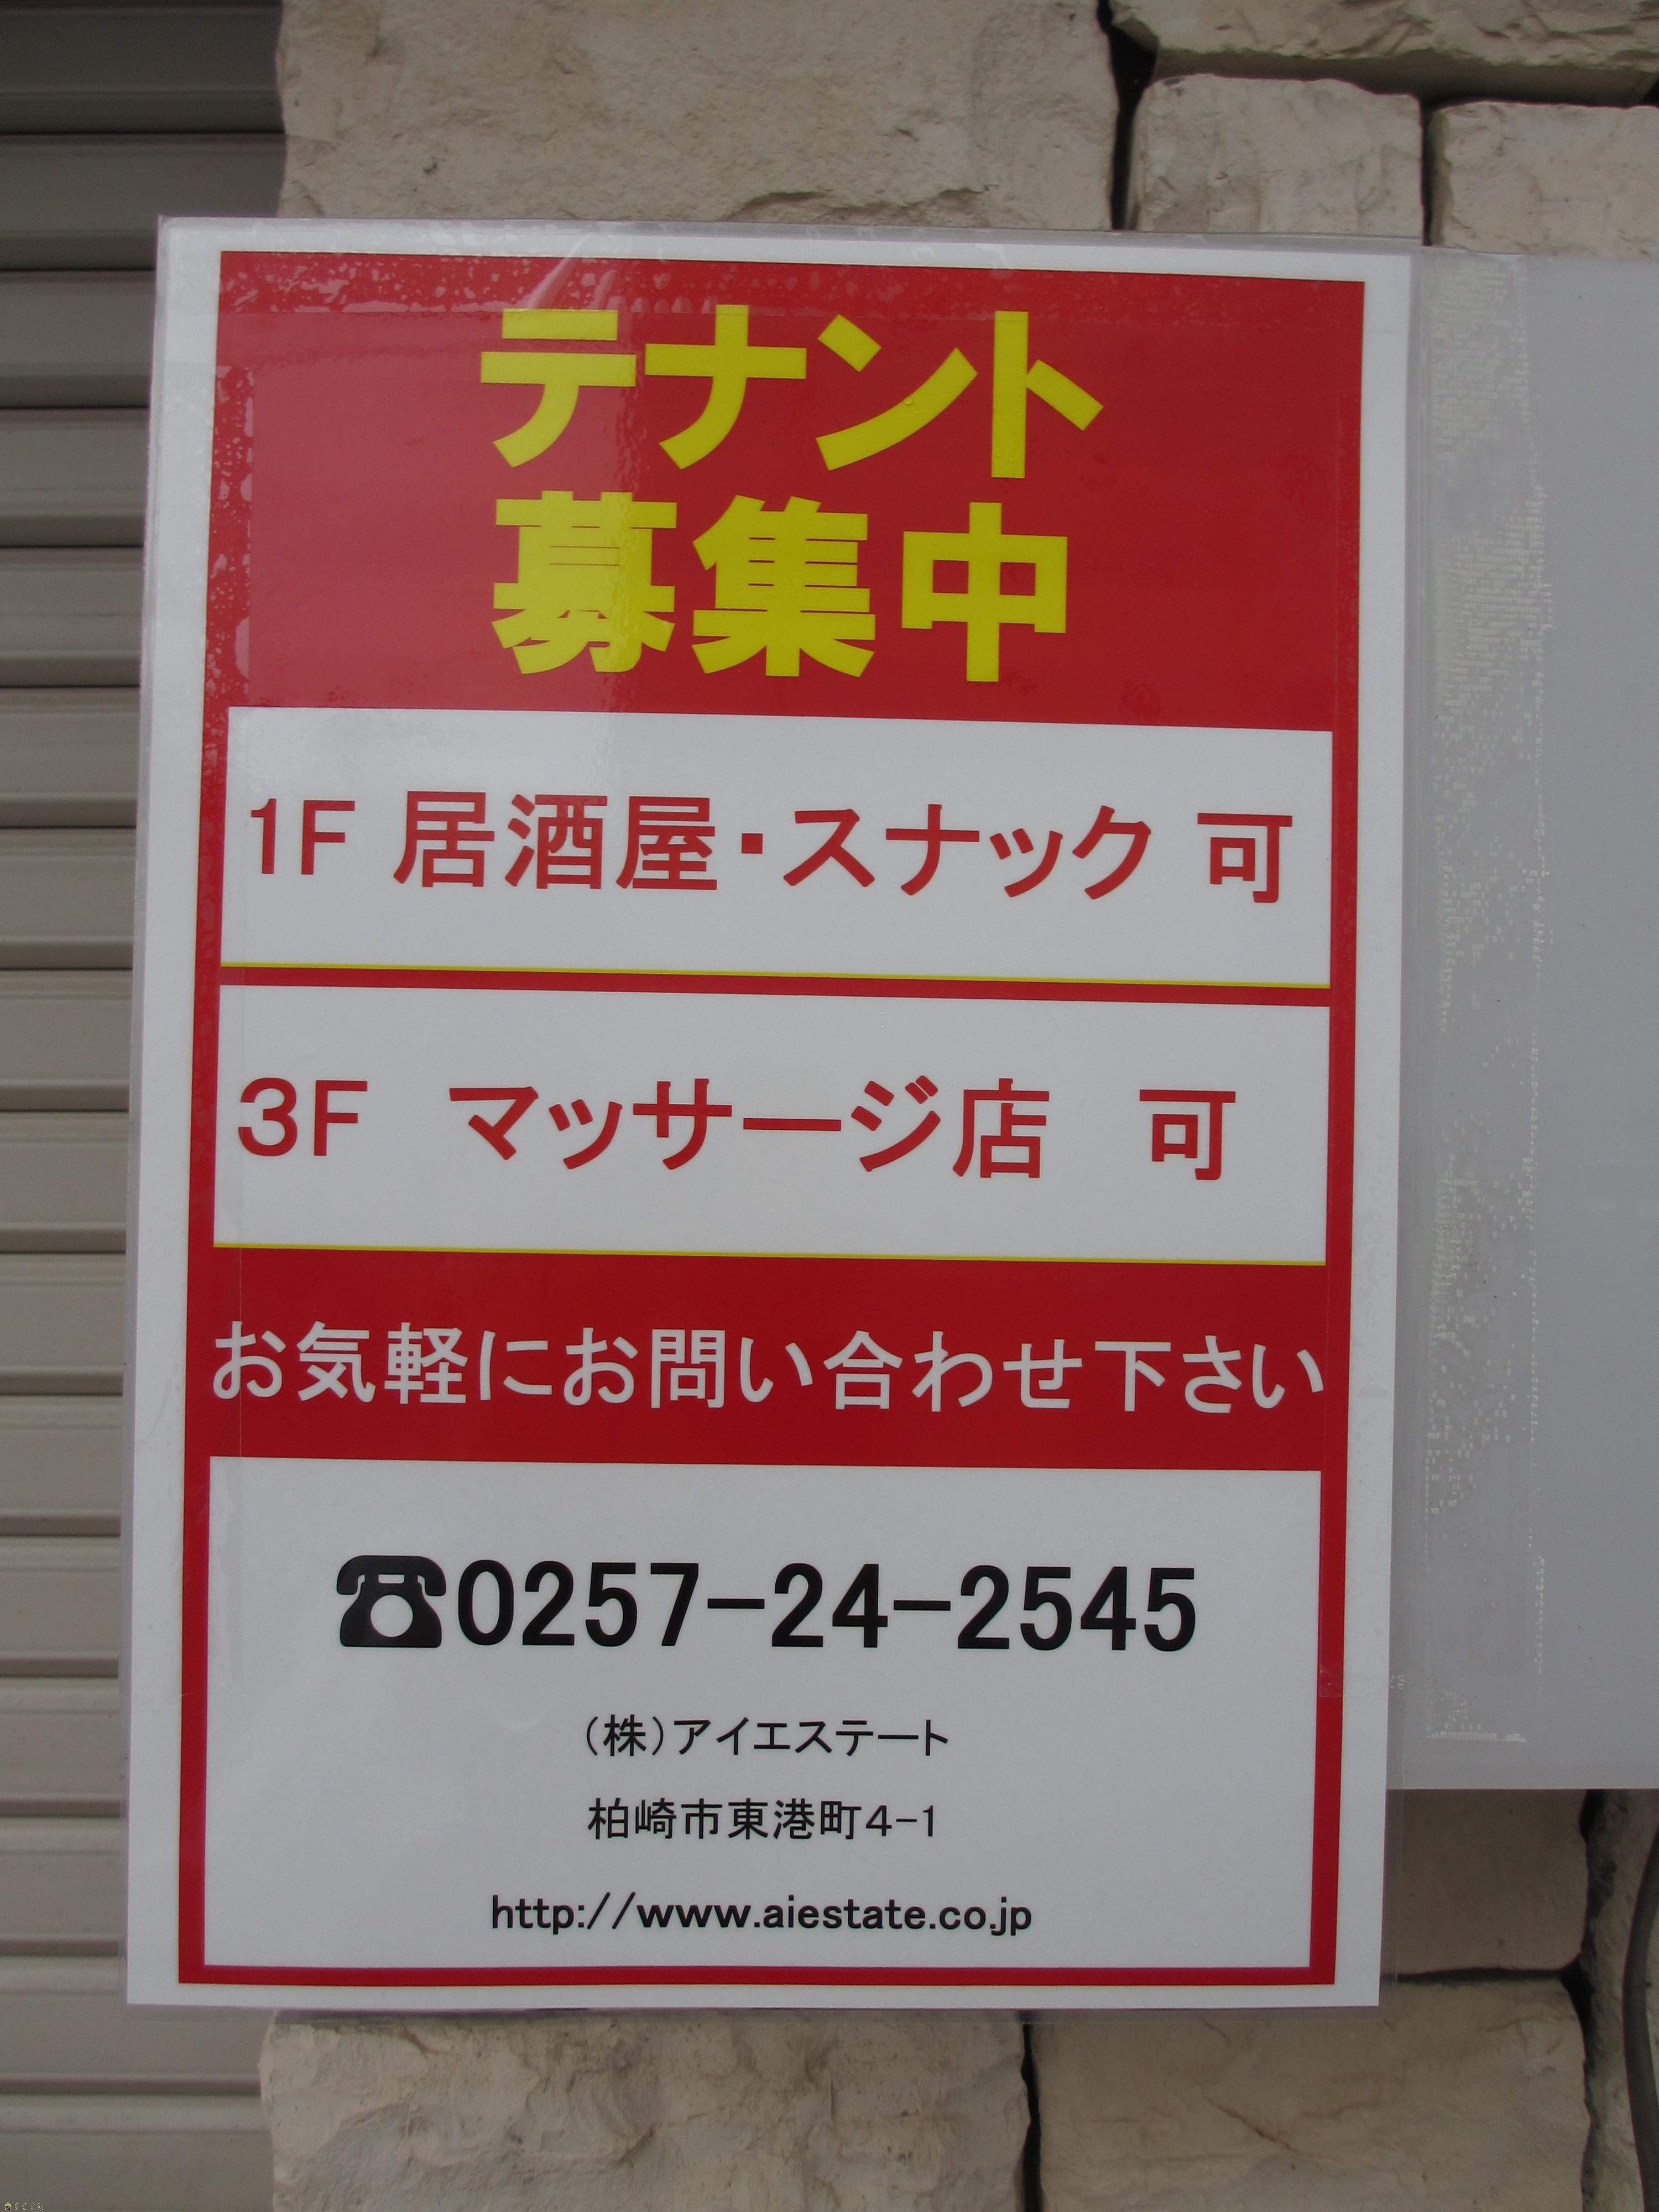 テナント
募集中
1F 居酒屋・スナック 可
3F マッサージ店 可
お気軽にお問い合わせ下さい
☎0257-24-2545
(株)アイエステート
柏崎市東港町4-1
http://www.aiestate.co.jp